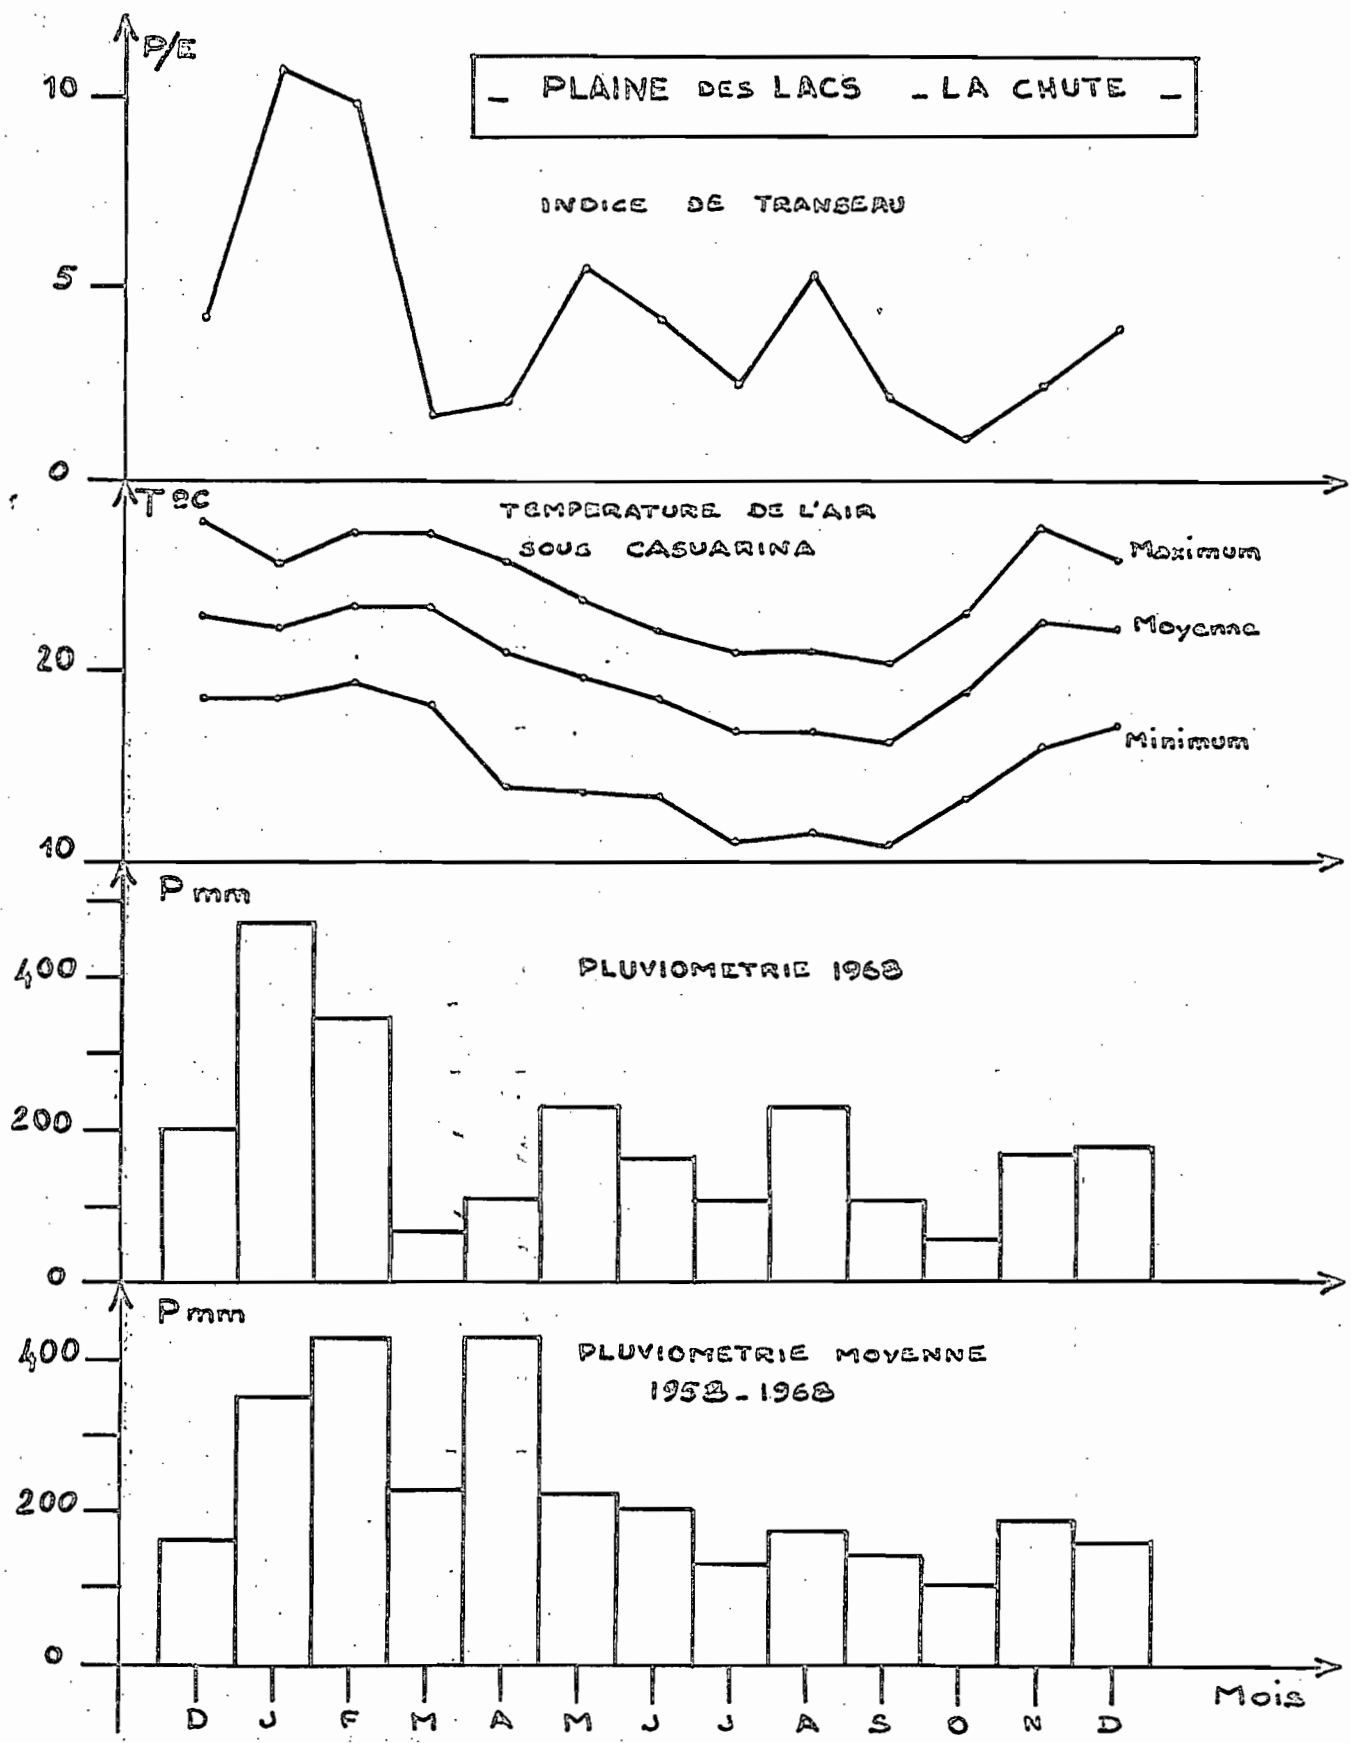 P/E
10
- PLAINE DES LACS - LA CHUTE -
INDICE DE TRANSEAU
5
0
T°C
TEMPERATURE DE L'AIR
SOUS CASUARINA
Maximum
Moyenne
20
Minimum
10
P mm
400
PLUVIOMETRIE 1968
200
0
P mm
400
PLUVIOMETRIE MOYENNE
1958-1968
200
0
Mois
D J F M A M J J A S O N D